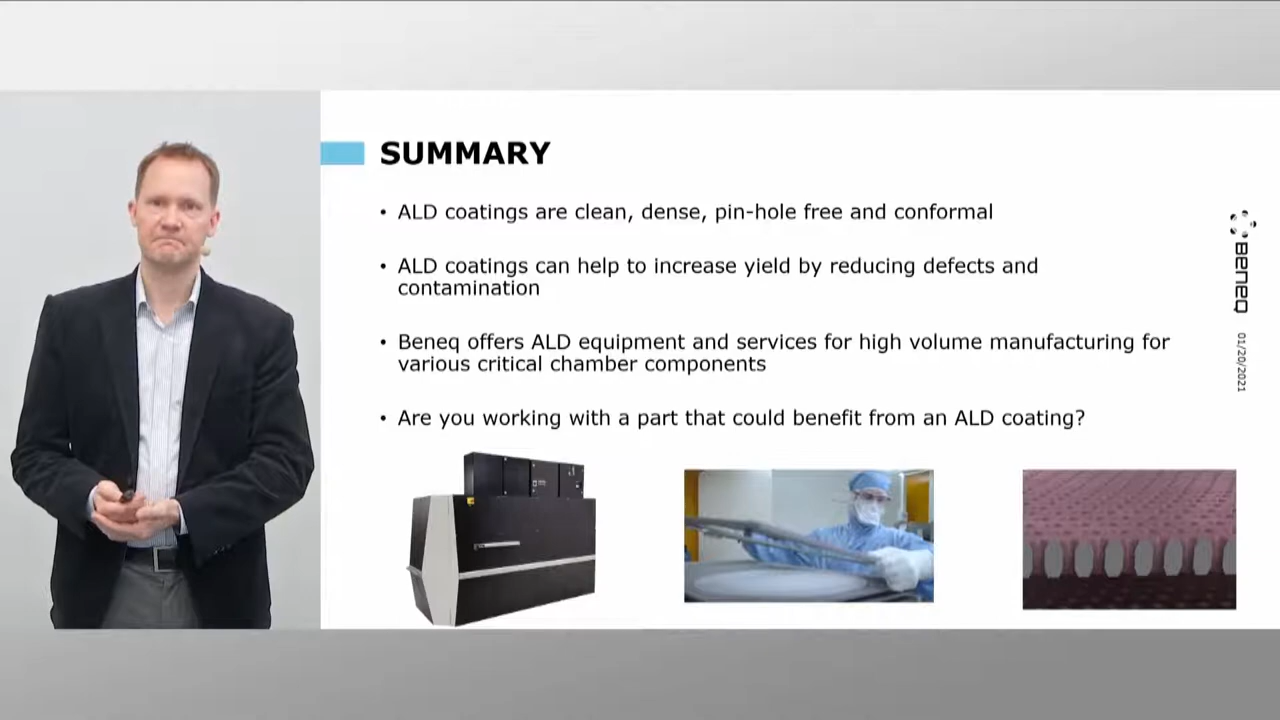 SUMMARY
• ALD coatings are clean, dense, pin-hole free and conformal
• ALD coatings can help to increase yield by reducing defects and
contamination
• Beneq offers ALD equipment and services for high volume manufacturing for
various critical chamber components
• Are you working with a part that could benefit from an ALD coating?
Beneq
01/20/2021